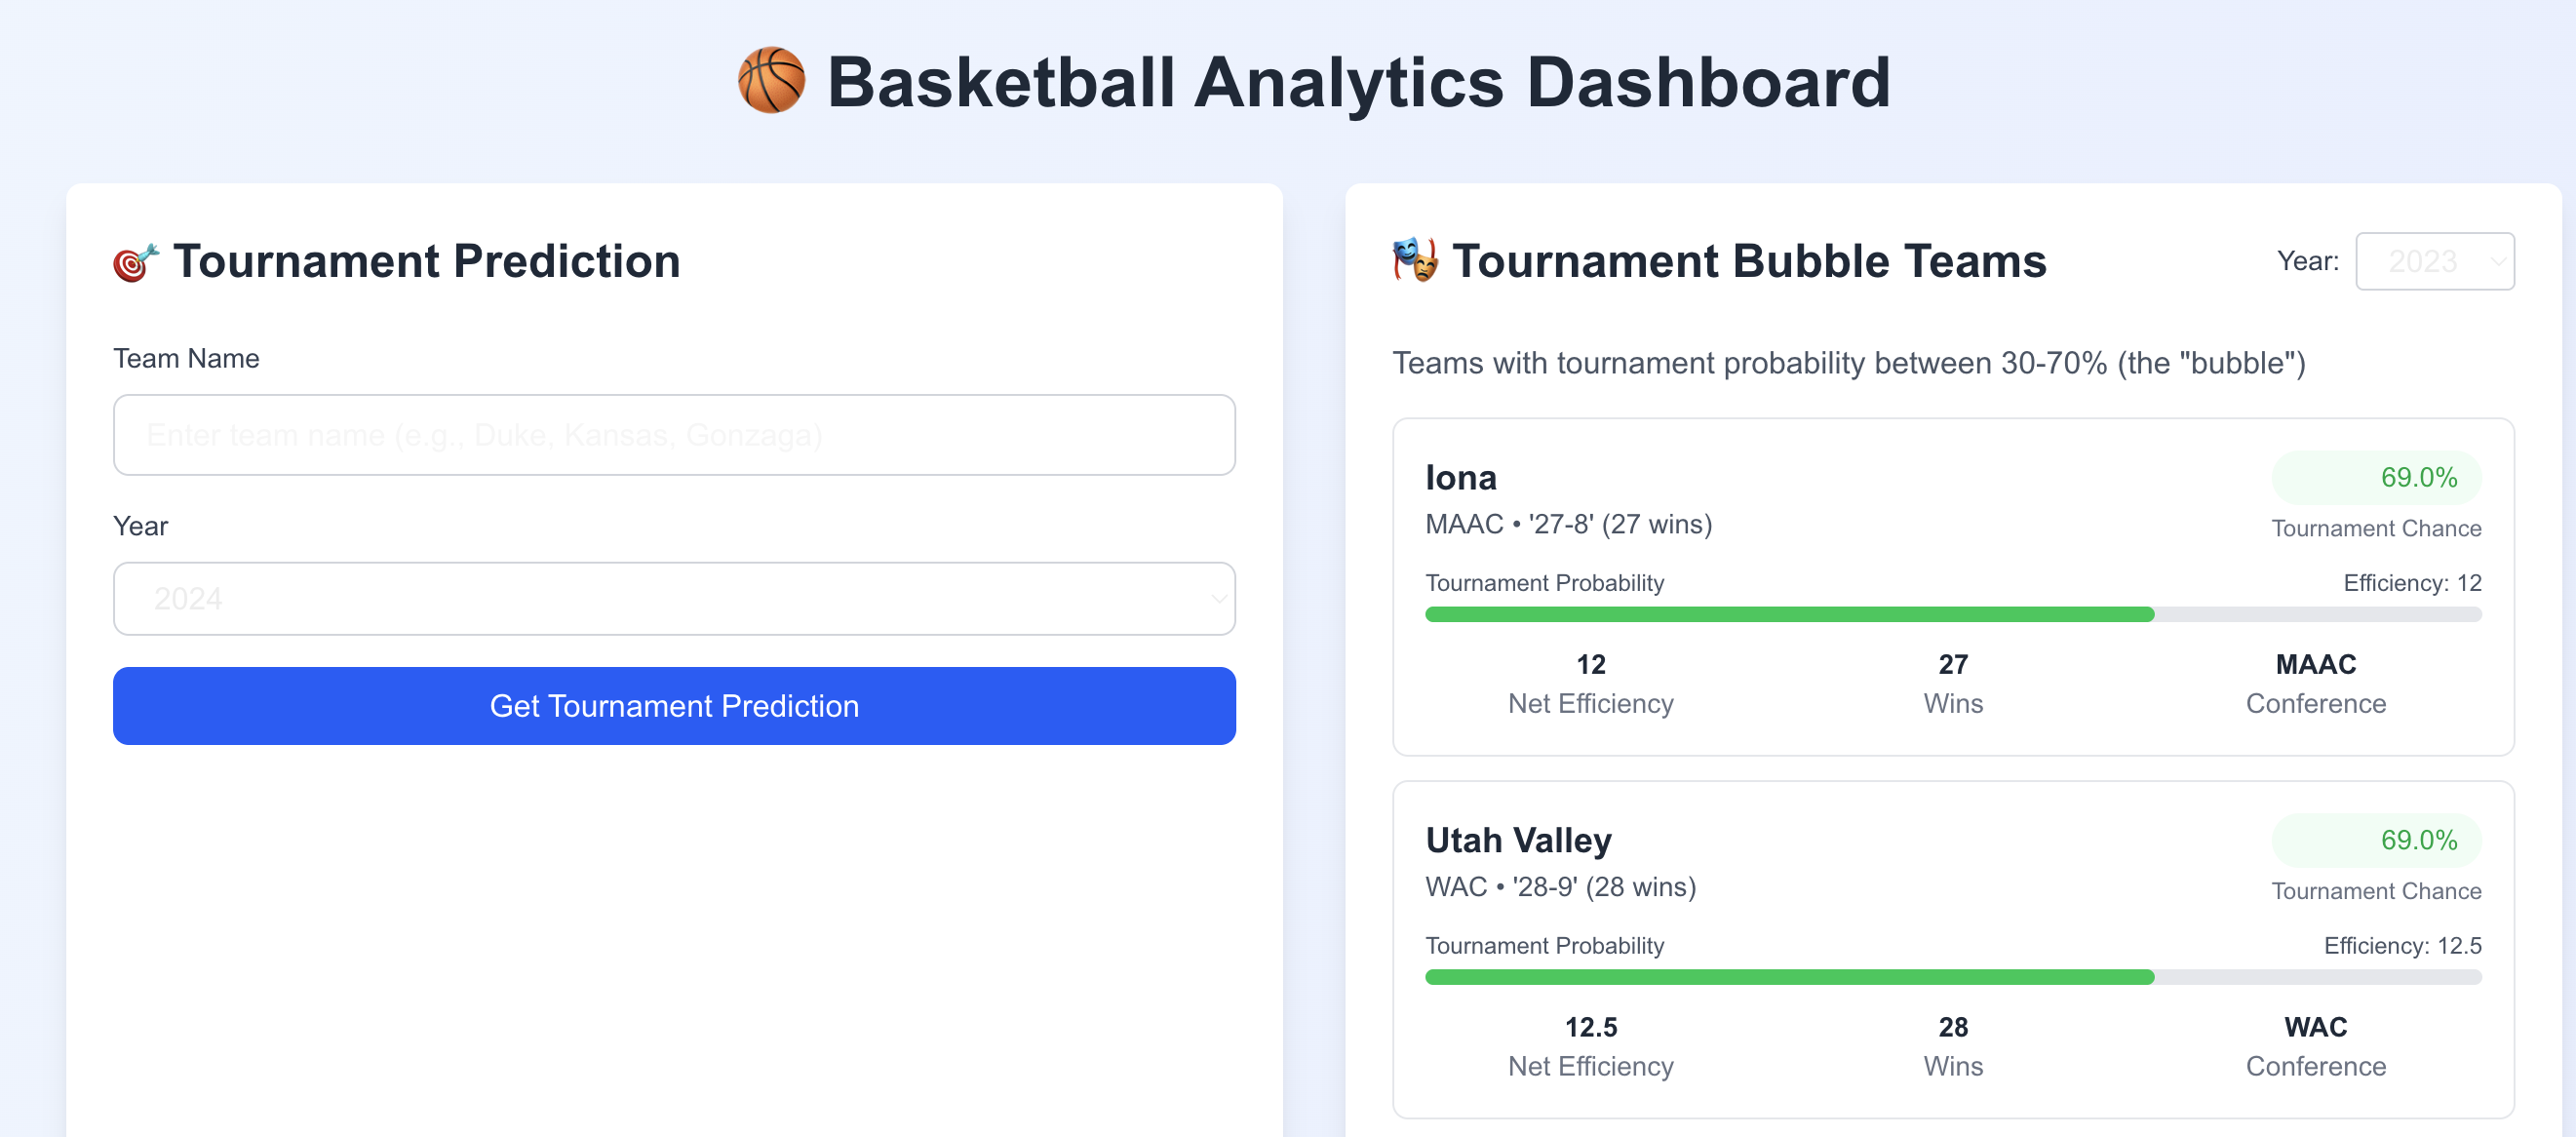 Basketball Analytics Dashboard
Tournament Prediction
Team Name
Enter team name (e.g., Duke, Kansas, Gonzaga)
Year
2024
Get Tournament Prediction
Tournament Bubble Teams
Year: 2023
Teams with tournament probability between 30-70% (the "bubble")
Iona
69.0%
MAAC • '27-8' (27 wins)
Tournament Chance
Tournament Probability
Efficiency: 12
12 27 MAAC
Net Efficiency Wins Conference
Utah Valley
69.0%
WAC • '28-9' (28 wins)
Tournament Chance
Tournament Probability
Efficiency: 12.5
12.5 28 WAC
Net Efficiency Wins Conference